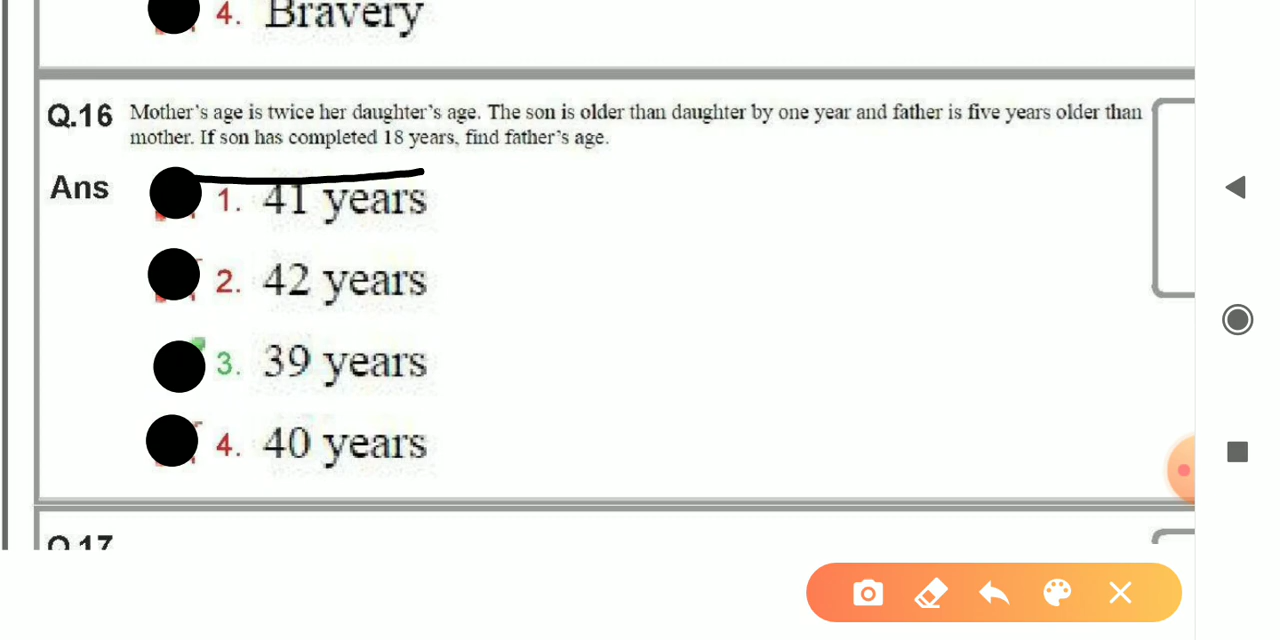 4. Bravery
Q.16 Mother's age is twice her daughter's age. The son is older than daughter by one year and father is five years older than
mother. If son has completed 18 years, find father's age.
Ans
1. 41 years
2. 42 years
3. 39 years
4. 40 years
Q.17